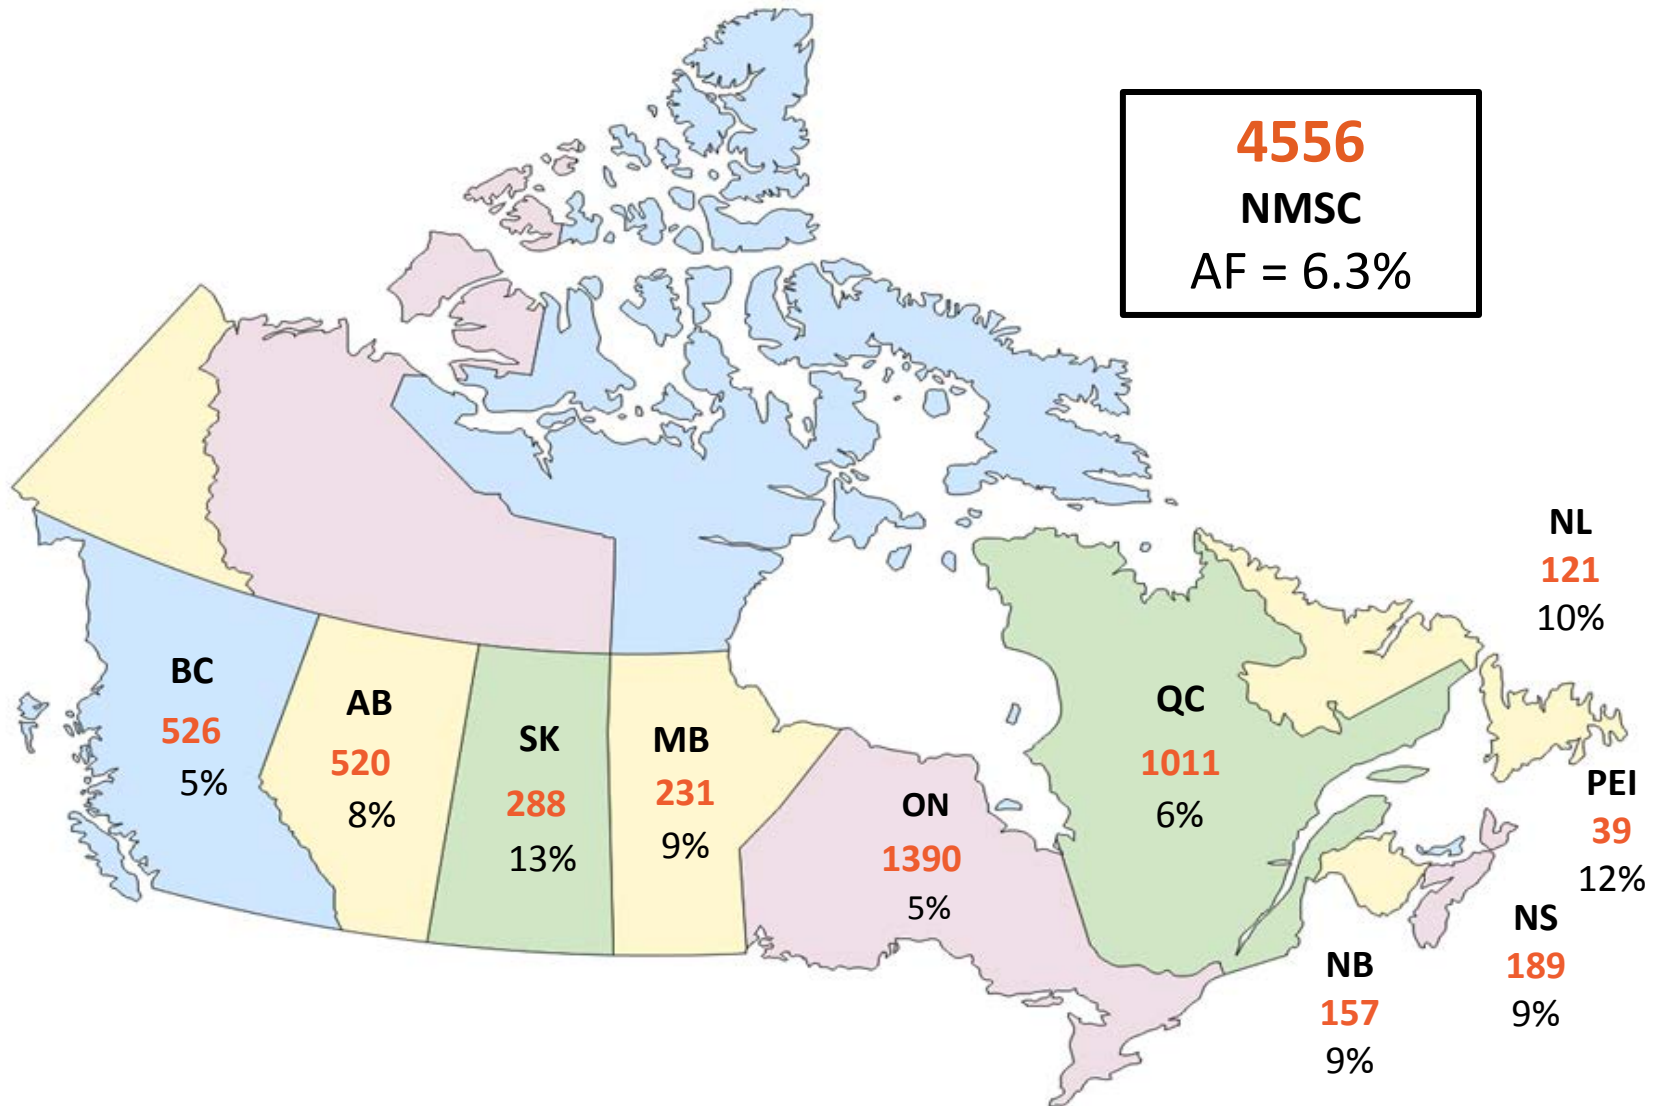 4556
NMSC
AF = 6.3%
NL
121
10%
BC
526
5%
AB
520
8%
SK
288
13%
MB
231
9%
ON
1390
5%
QC
1011
6%
PEI
39
12%
NS
189
9%
NB
157
9%